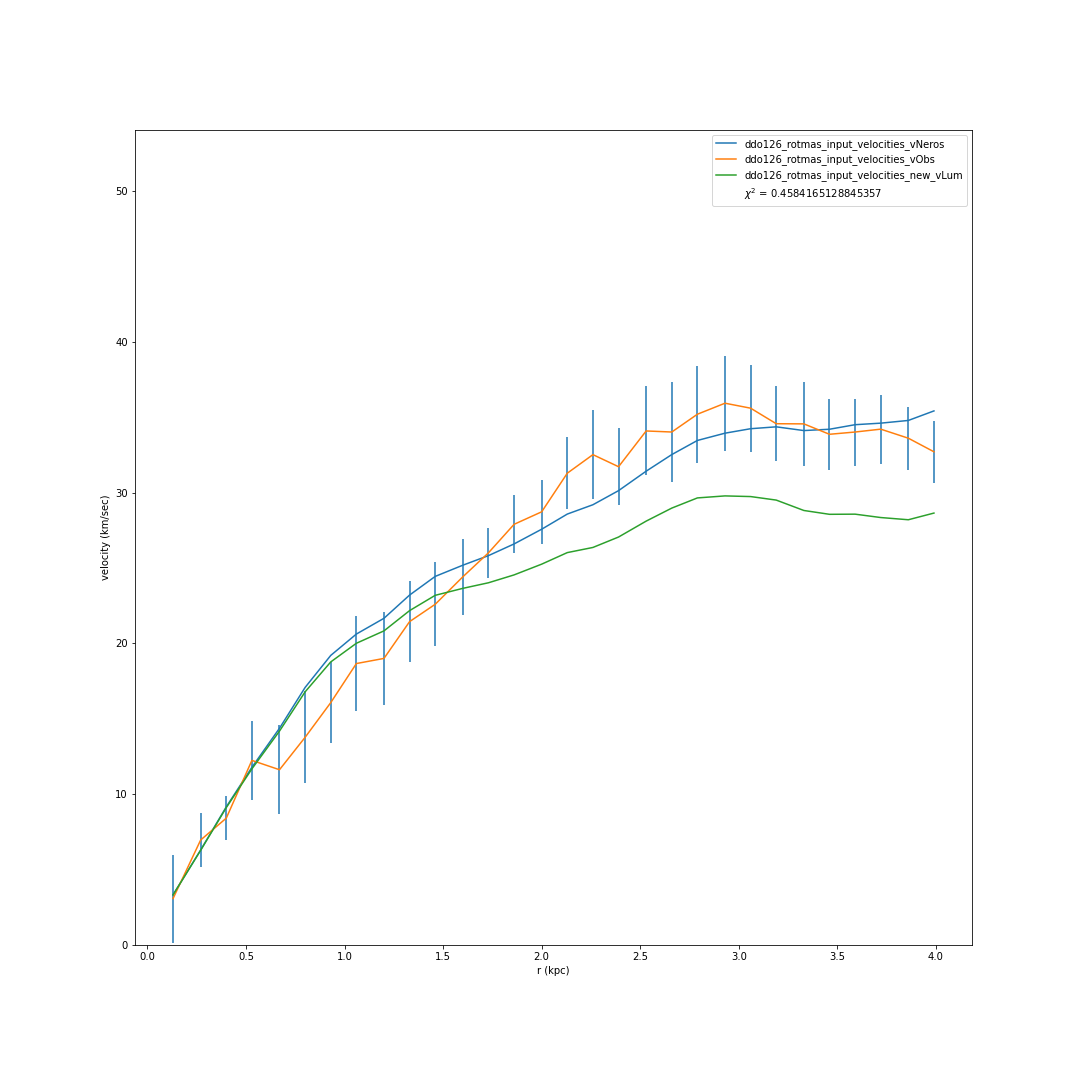 ddo126_rotmas_input_velocities_vNeros
ddo126_rotmas_input_velocities_vObs
ddo126_rotmas_input_velocities_new_vLum
χ² = 0.4584165128845357
velocity (km/sec)
50
40
30
20
10
0
0.0 0.5 1.0 1.5 2.0 2.5 3.0 3.5 4.0
r (kpc)